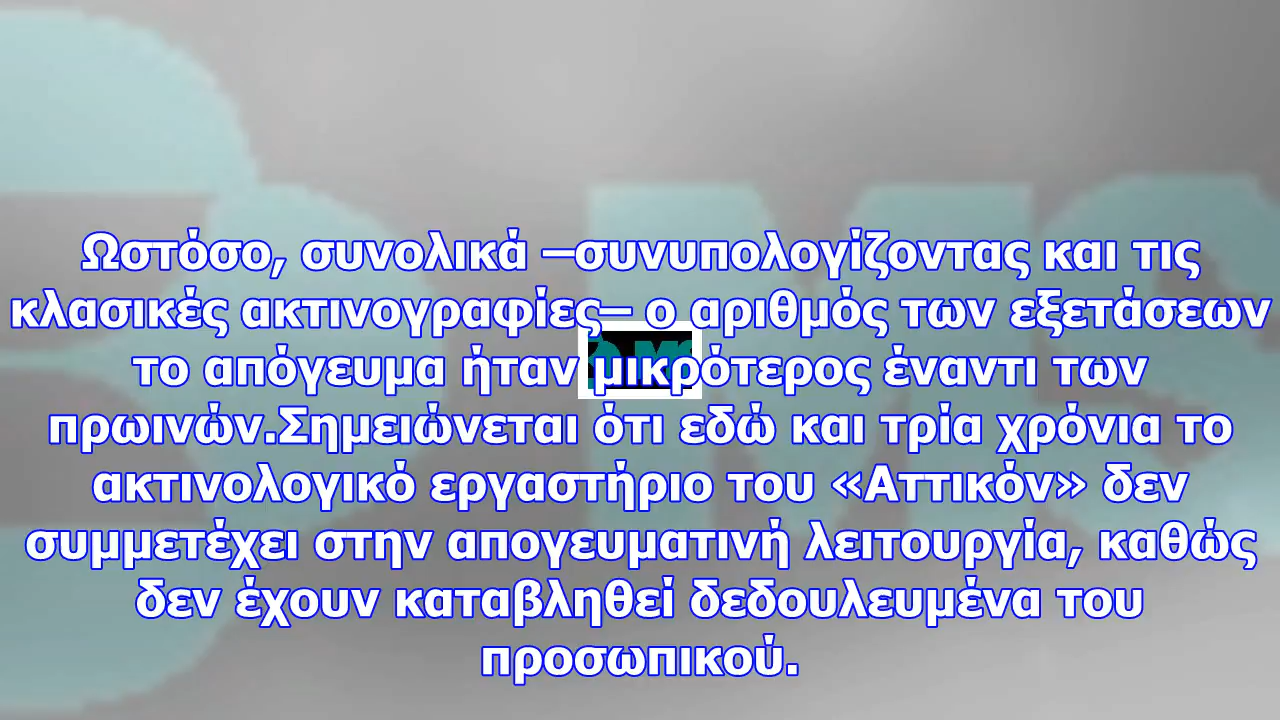 Ωστόσο, συνολικά —συνυπολογίζοντας και τις
κλασικές ακτινογραφίες— ο αριθμός των εξετάσεων
το απόγευμα ήταν μικρότερος έναντι των
πρωινών.Σημειώνεται ότι εδώ και τρία χρόνια το
ακτινολογικό εργαστήριο του «Αττικόν» δεν
συμμετέχει στην απογευματινή λειτουργία, καθώς
δεν έχουν καταβληθεί δεδουλευμένα του
προσωπικού.